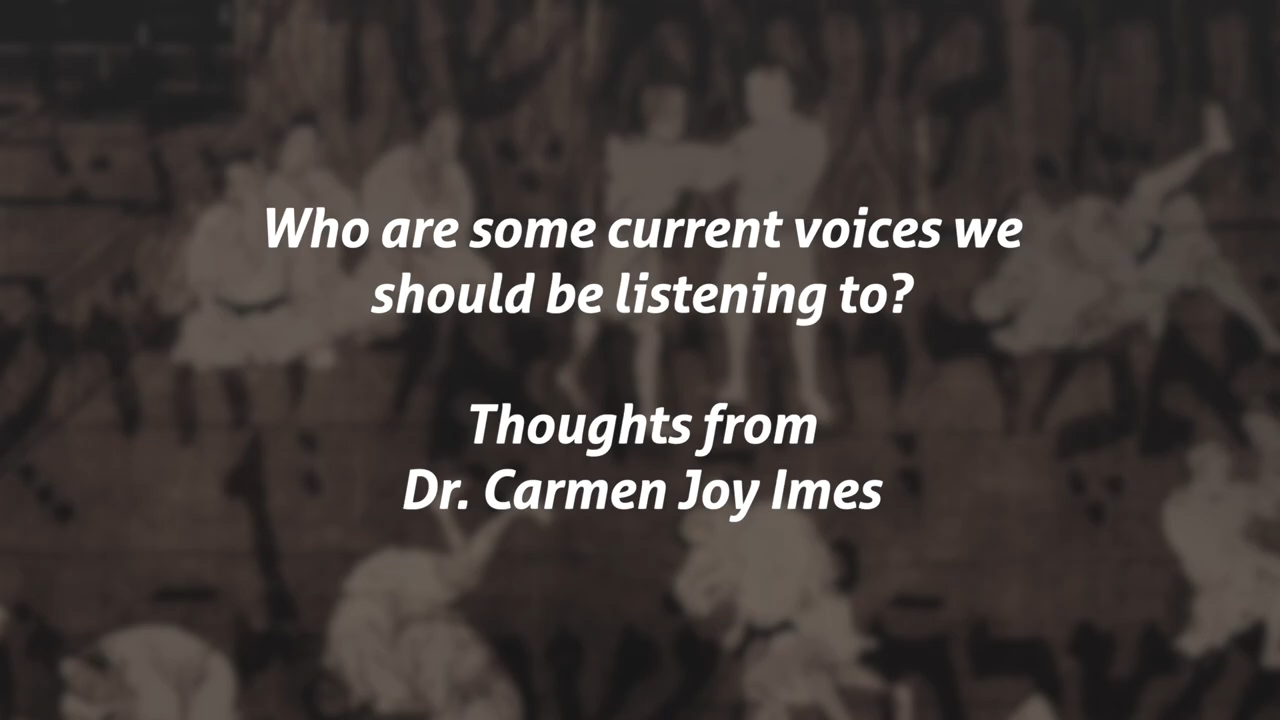 Who are some current voices we
should be listening to?
Thoughts from
Dr. Carmen Joy Imes